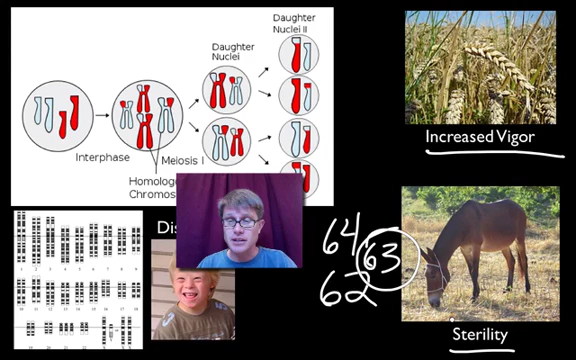 Daughter
Nuclei II
Daughter
Nuclei
Interphase
Meiosis I
Homolog
Chromos
Dis
64
63
62
Increased Vigor
Sterility